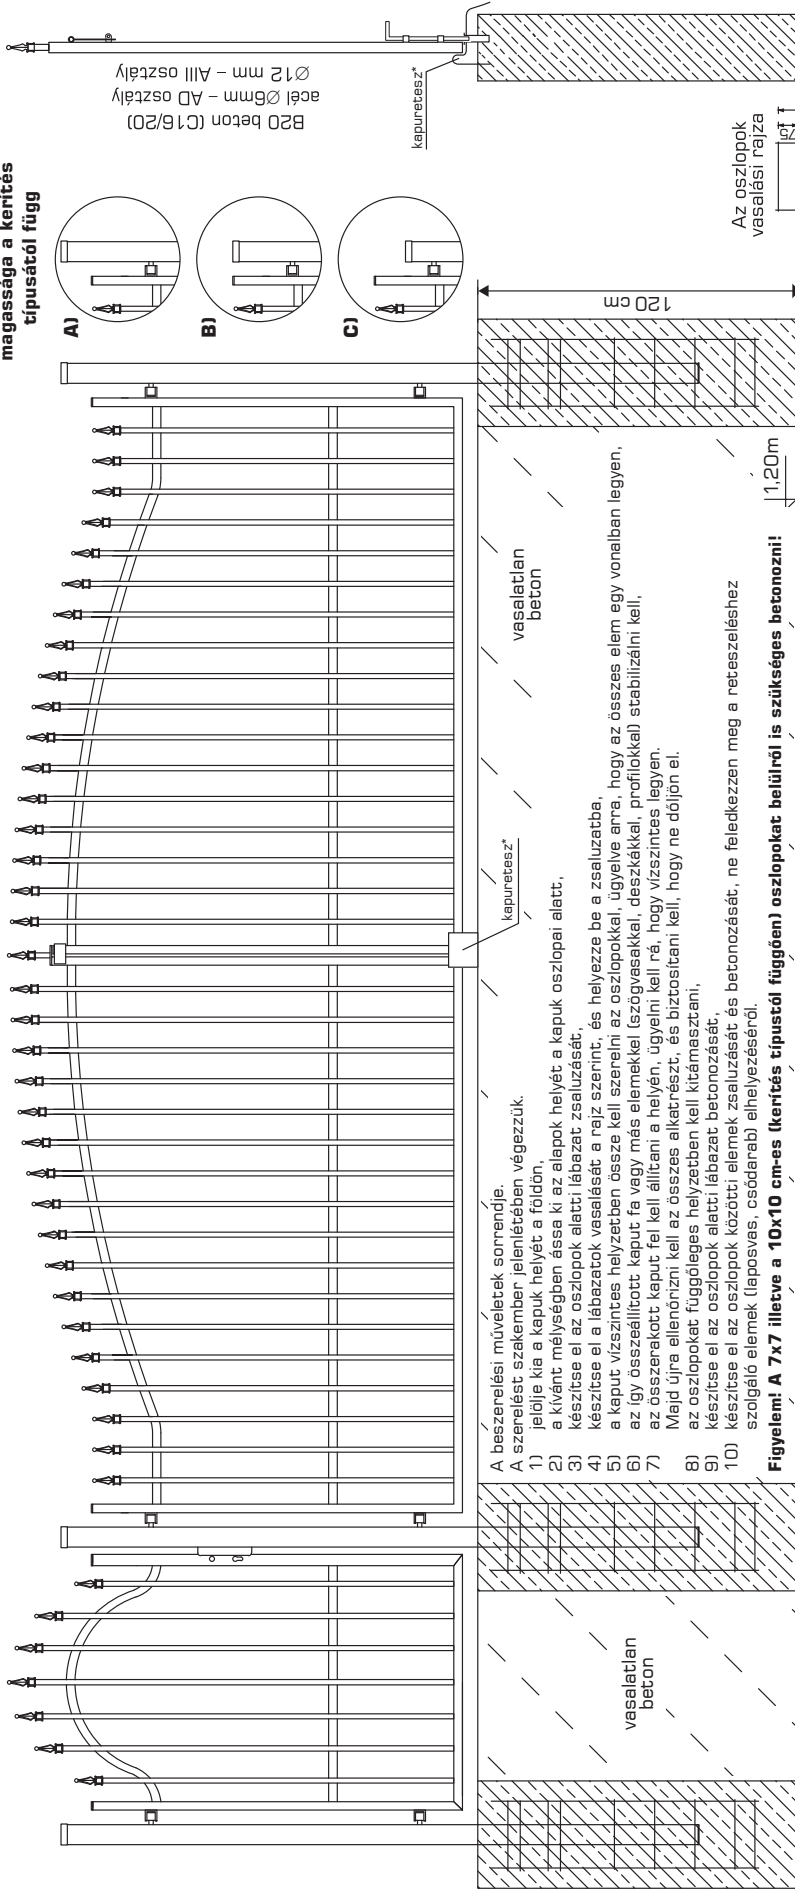 magassága a kerítés
típusától függ
A)
B)
C)
B20 beton (C16/20)
acél Ø6mm – AD osztály
Ø12 mm – AIII osztály
kapuretesz*
Az oszlopok
vasalási rajza
75
120 cm
1,20m
vasalatlan
beton
kapuretesz*
vasalatlan
beton
A beszerelési műveletek sorrendje.
A szerelést szakember jelenlétében végezzük.
1) jelölje kia a kapuk helyét a földön,
2) a kívánt mélységben ássa ki az alapok helyét a kapuk oszlopai alatt,
3) készítse el az oszlopok alatti lábazat zsaluzását,
4) készítse el a lábazatok vasalását a rajz szerint, és helyezze be a zsaluzatba,
5) a kaput vízszintes helyzetben össze kell szerelni az oszlopokkal, ügyelve arra, hogy az összes elem egy vonalban legyen,
6) az így összeállított kaput fa vagy más elemekkel (szögvasakkal, deszkákkal, profilokkal) stabilizálni kell,
7) az összerakott kaput fel kell állítani a helyén, ügyelni kell rá, hogy vízszintes legyen.
Majd újra ellenőrizni kell az összes alkatrészt, és biztosítani kell, hogy ne dőljön el.
8) az oszlopokat függőleges helyzetben kell kitámasztani,
9) készítse el az oszlopok alatti lábazat betonozását,
10) készítse el az oszlopok közötti elemek zsaluzását és betonozását, ne feledkezzen meg a reteszeléshez
szolgáló elemek (laposvas, csődarab) elhelyezéséről.
Figyelem! A 7x7 illetve a 10x10 cm-es (kerítés típustól függően) oszlopokat belülről is szükséges betonozni!